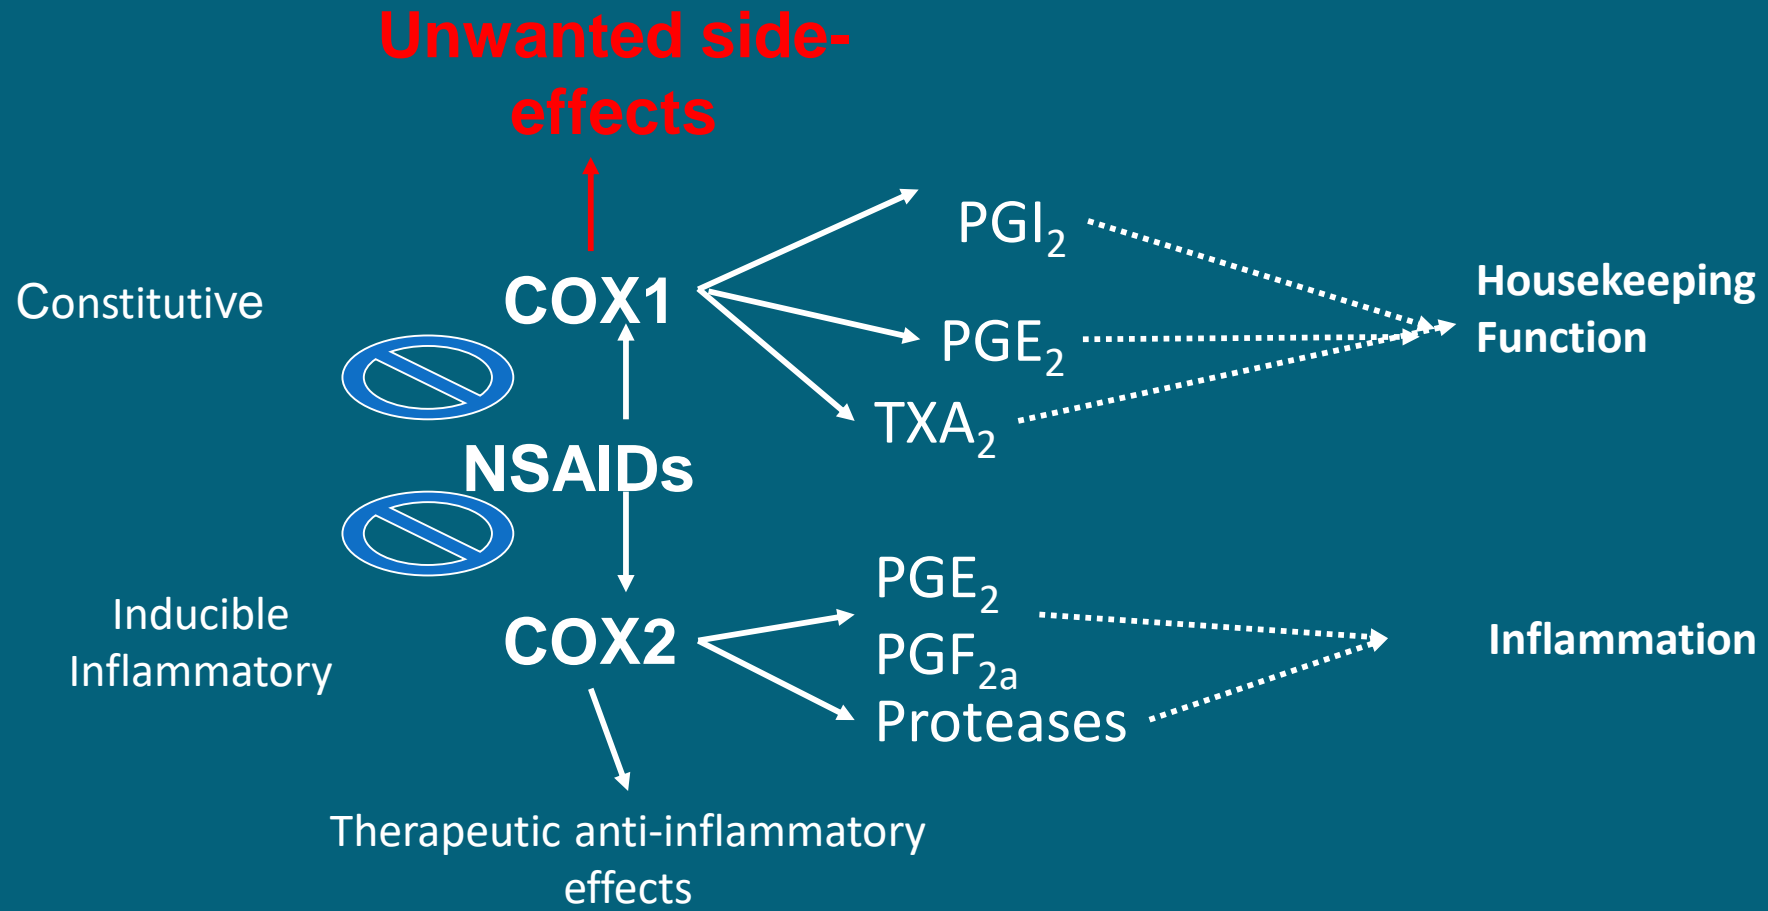 Unwanted side-
effects
Constitutive
COX1
PGI₂
PGE₂
TXA₂
Housekeeping
Function
NSAIDs
Inducible
Inflammatory
COX2
PGE₂
PGF₂a
Proteases
Inflammation
Therapeutic anti-inflammatory
effects